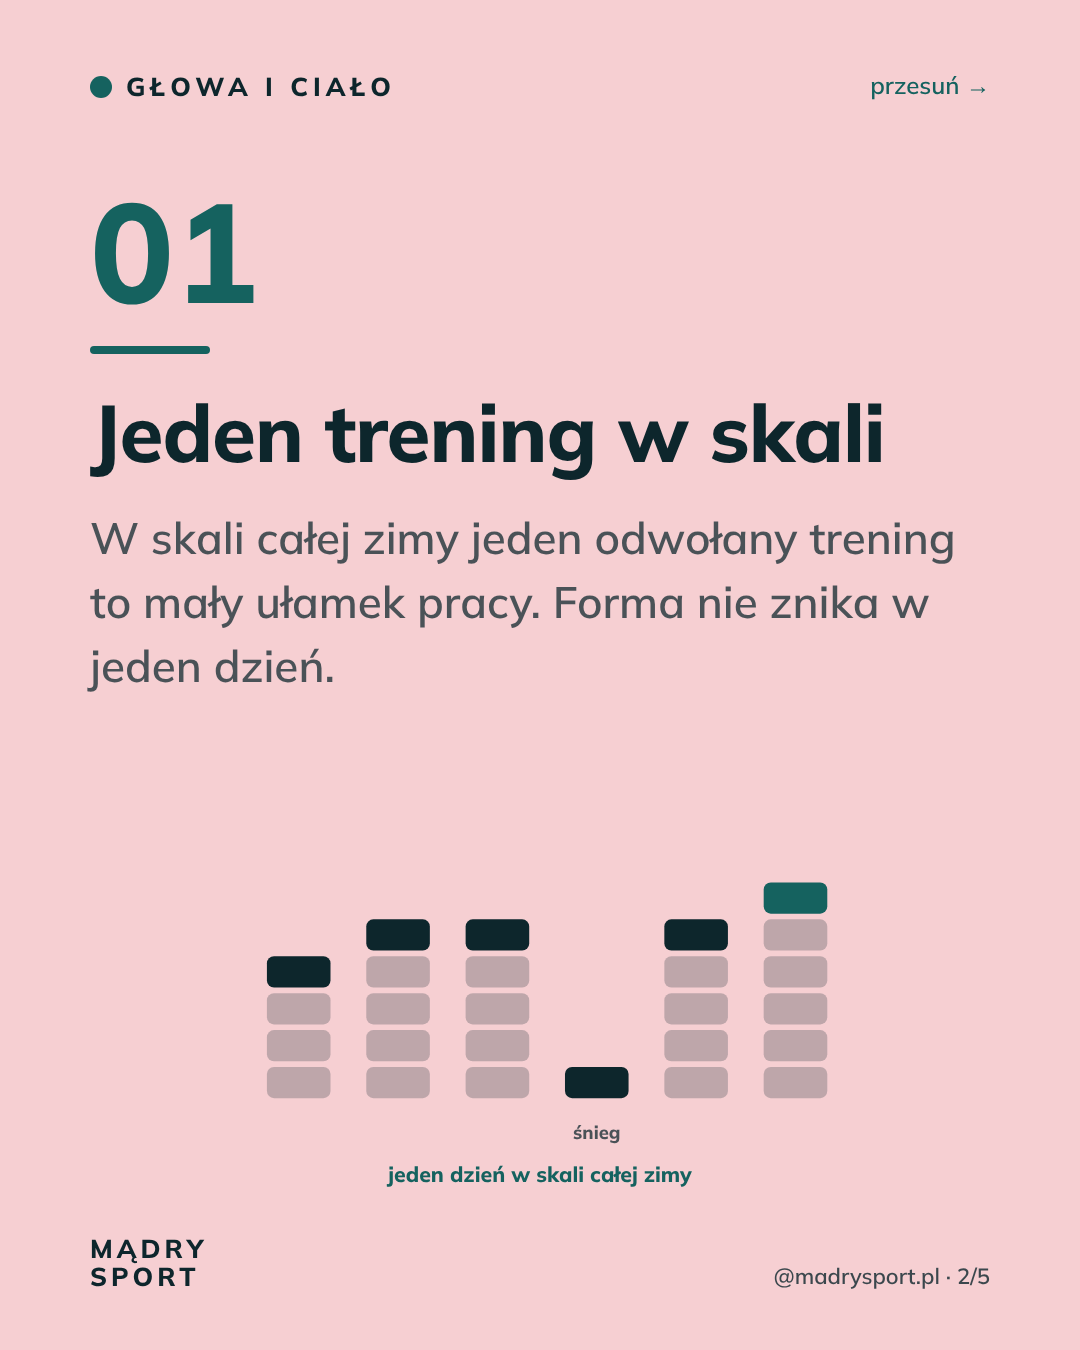 GŁOWA I CIAŁO
przesuń →
01
Jeden trening w skali
W skali całej zimy jeden odwołany trening
to mały ułamek pracy. Forma nie znika w
jeden dzień.
śnieg
jeden dzień w skali całej zimy
MĄDRY
SPORT
@madrysport.pl · 2/5